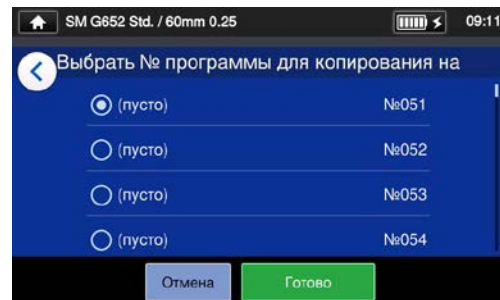 SM G652 Std. / 60mm 0.25 09:11
Выбрать № программы для копирования на
(пусто) №051
(пусто) №052
(пусто) №053
(пусто) №054
Отмена Готово